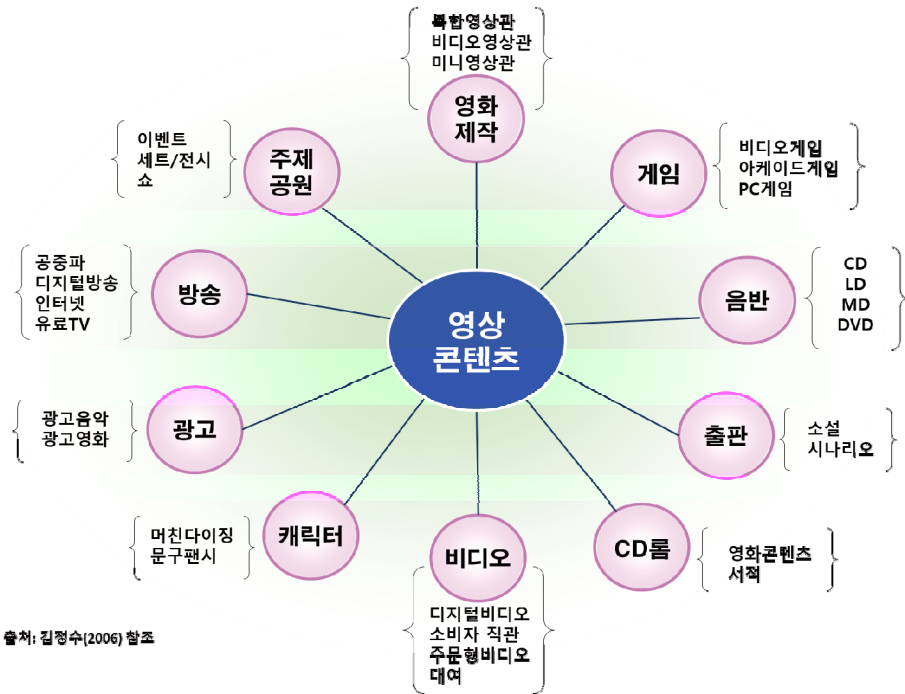 복합영상관
비디오영상관
미니영상관
영화
제작
이벤트
세트/전시
쇼
주제
공원
게임
비디오게임
아케이드게임
PC게임
공중파
디지털방송
인터넷
유료TV
방송
영상
콘텐츠
음반
CD
LD
MD
DVD
광고음악
광고영화
광고
출판
소설
시나리오
머친다이징
문구팬시
캐릭터
비디오
디지털비디오
소비자 직관
주문형비디오
대여
CD롬
영화콘텐츠
서적
출처: 김정수(2006) 참조